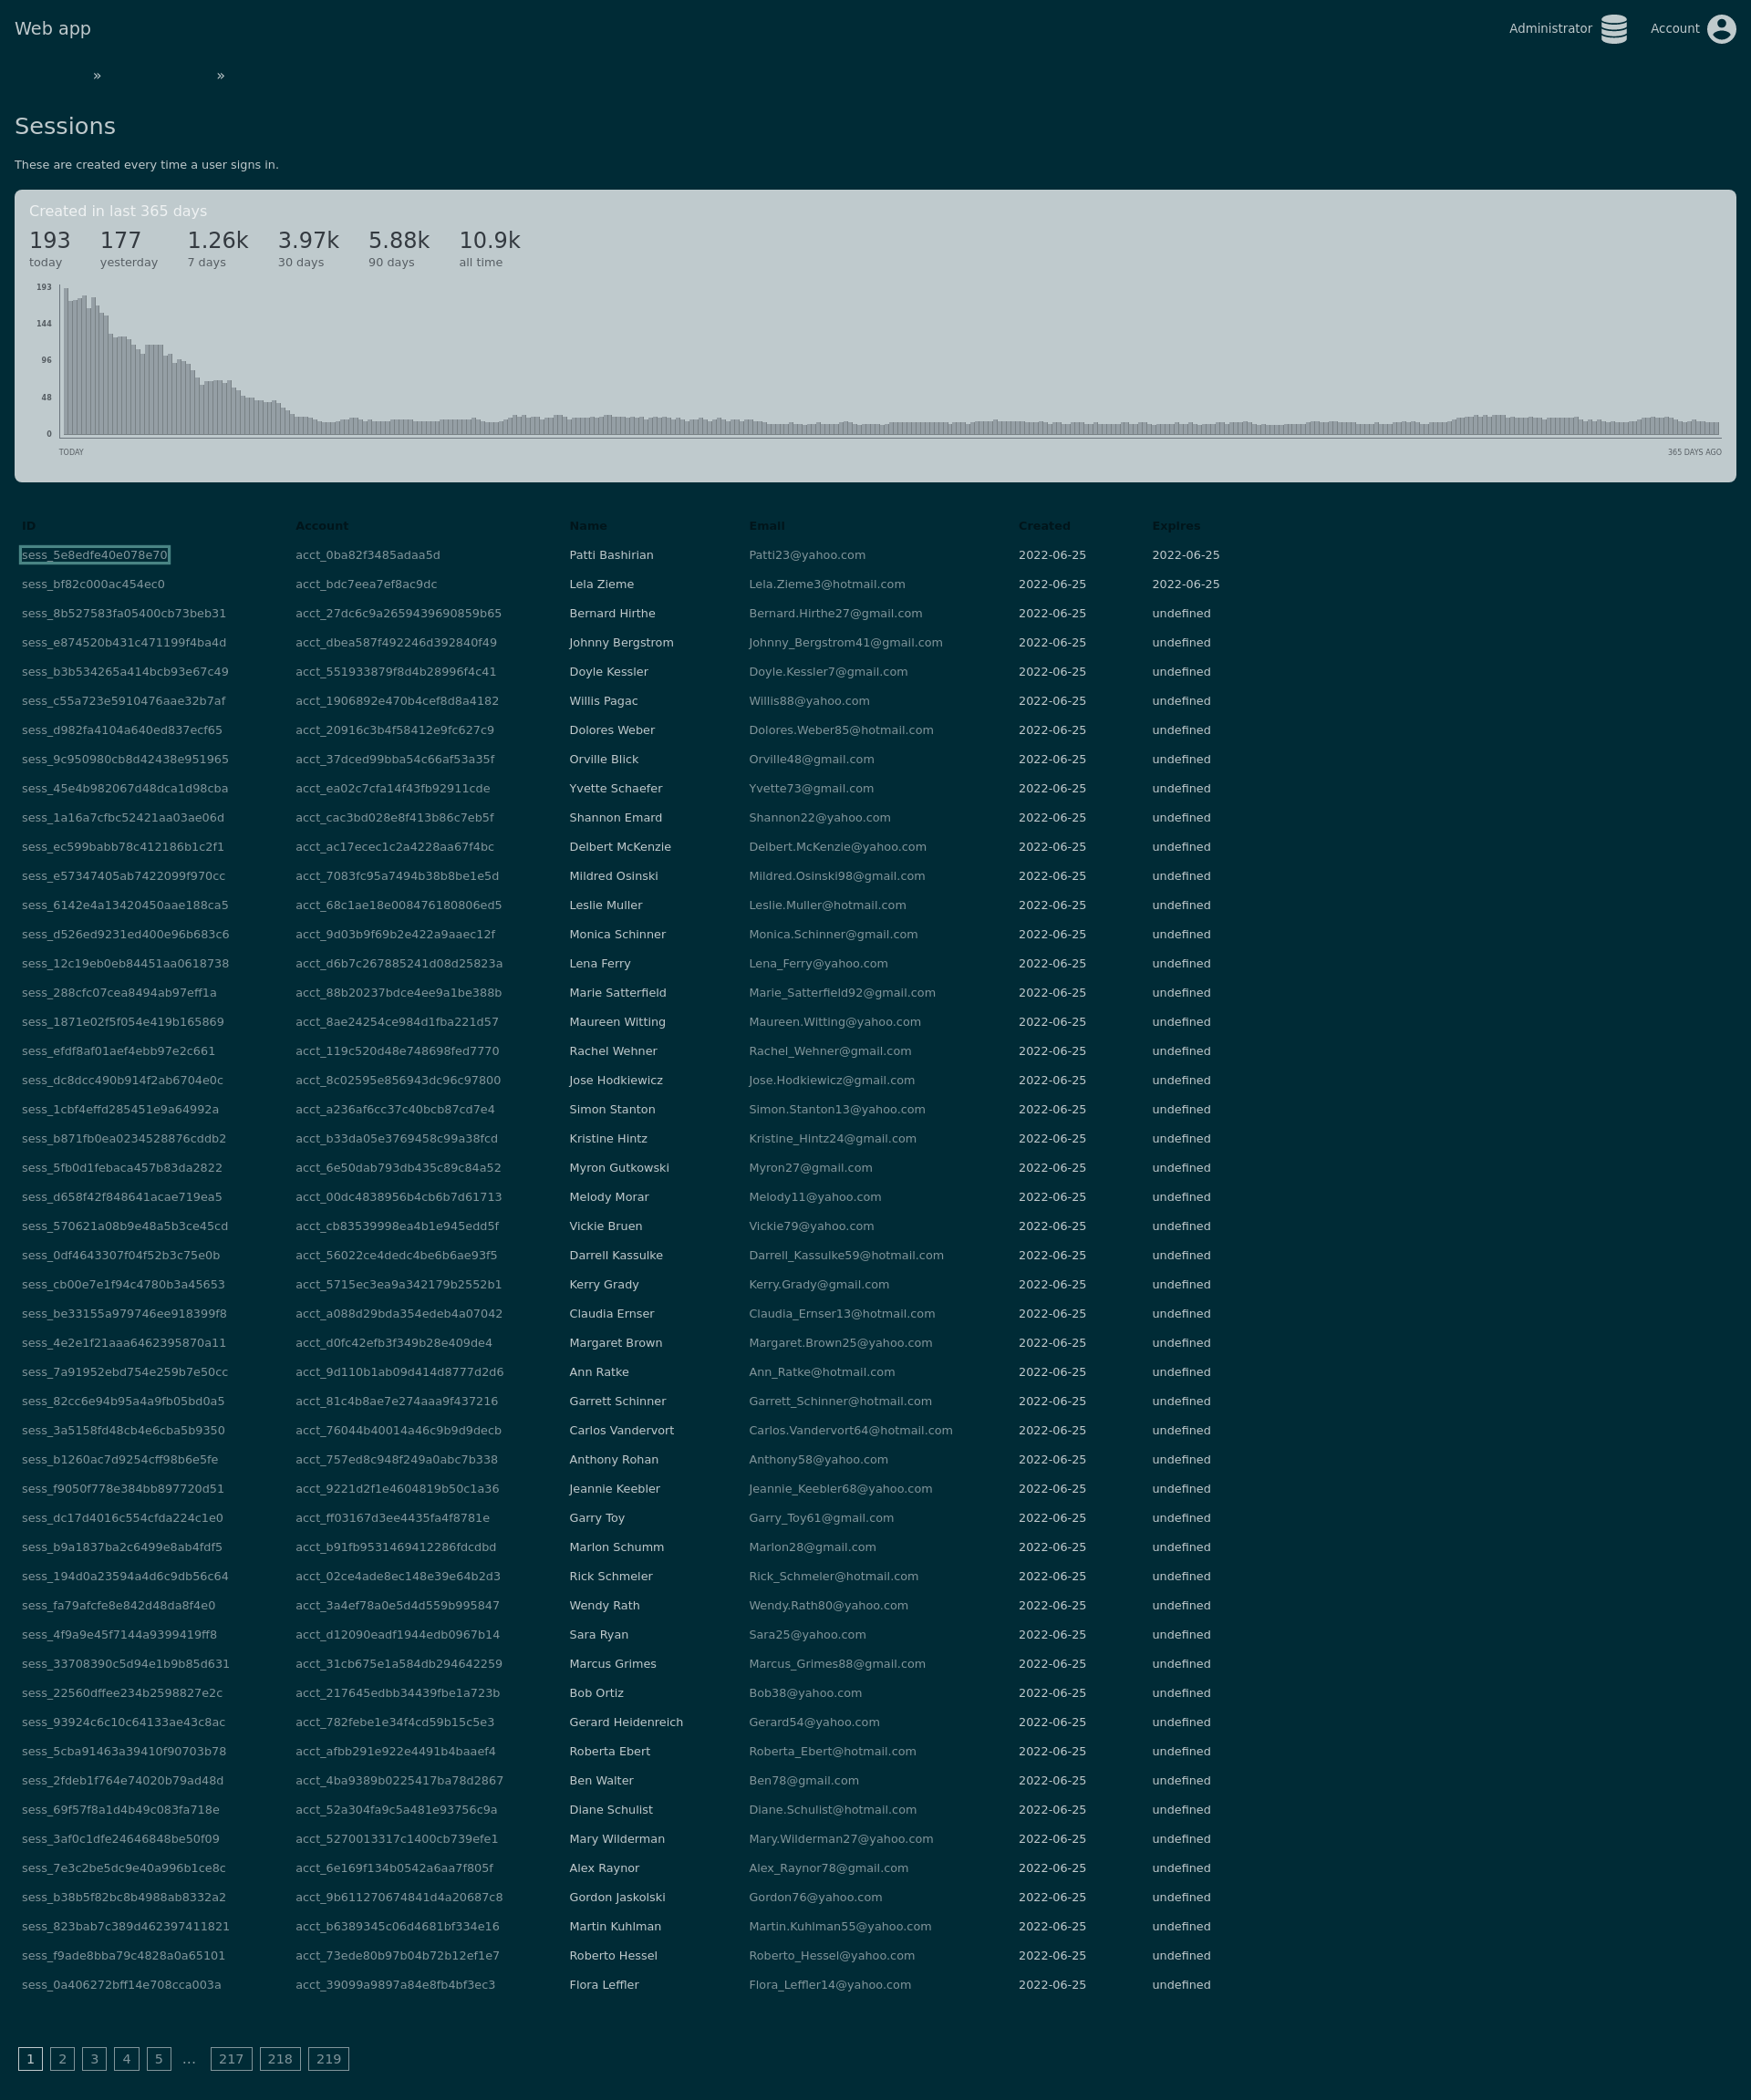 Web app
Administrator Account
» »
Sessions
These are created every time a user signs in.
Created in last 365 days
193 177 1.26k 3.97k 5.88k 10.9k
today yesterday 7 days 30 days 90 days all time
193
144
96
48
0
TODAY 365 DAYS AGO
ID Account Name Email Created Expires
sess_5e8edfe40e078e70 acct_0ba82f3485adaa5d Patti Bashirian Patti23@yahoo.com 2022-06-25 2022-06-25
sess_bf82c000ac454ec0 acct_bdc7eea7ef8ac9dc Lela Zieme Lela.Zieme3@hotmail.com 2022-06-25 2022-06-25
sess_8b527583fa05400cb73beb31 acct_27dc6c9a2659439690859b65 Bernard Hirthe Bernard.Hirthe27@gmail.com 2022-06-25 undefined
sess_e874520b431c471199f4ba4d acct_dbea587f492246d392840f49 Johnny Bergstrom Johnny_Bergstrom41@gmail.com 2022-06-25 undefined
sess_b3b534265a414bcb93e67c49 acct_551933879f8d4b28996f4c41 Doyle Kessler Doyle.Kessler7@gmail.com 2022-06-25 undefined
sess_c55a723e5910476aae32b7af acct_1906892e470b4cef8d8a4182 Willis Pagac Willis88@yahoo.com 2022-06-25 undefined
sess_d982fa4104a640ed837ecf65 acct_20916c3b4f58412e9fc627c9 Dolores Weber Dolores.Weber85@hotmail.com 2022-06-25 undefined
sess_9c950980cb8d42438e951965 acct_37dced99bba54c66af53a35f Orville Blick Orville48@gmail.com 2022-06-25 undefined
sess_45e4b982067d48dca1d98cba acct_ea02c7cfa14f43fb92911cde Yvette Schaefer Yvette73@gmail.com 2022-06-25 undefined
sess_1a16a7cfbc52421aa03ae06d acct_cac3bd028e8f413b86c7eb5f Shannon Emard Shannon22@yahoo.com 2022-06-25 undefined
sess_ec599babb78c412186b1c2f1 acct_ac17ecec1c2a4228aa67f4bc Delbert McKenzie Delbert.McKenzie@yahoo.com 2022-06-25 undefined
sess_e57347405ab7422099f970cc acct_7083fc95a7494b38b8be1e5d Mildred Osinski Mildred.Osinski98@gmail.com 2022-06-25 undefined
sess_6142e4a13420450aae188ca5 acct_68c1ae18e008476180806ed5 Leslie Muller Leslie.Muller@hotmail.com 2022-06-25 undefined
sess_d526ed9231ed400e96b683c6 acct_9d03b9f69b2e422a9aaec12f Monica Schinner Monica.Schinner@gmail.com 2022-06-25 undefined
sess_12c19eb0eb84451aa0618738 acct_d6b7c267885241d08d25823a Lena Ferry Lena_Ferry@yahoo.com 2022-06-25 undefined
sess_288cfc07cea8494ab97eff1a acct_88b20237bdce4ee9a1be388b Marie Satterfield Marie_Satterfield92@gmail.com 2022-06-25 undefined
sess_1871e02f5f054e419b165869 acct_8ae24254ce984d1fba221d57 Maureen Witting Maureen.Witting@yahoo.com 2022-06-25 undefined
sess_efdf8af01aef4ebb97e2c661 acct_119c520d48e748698fed7770 Rachel Wehner Rachel_Wehner@gmail.com 2022-06-25 undefined
sess_dc8dcc490b914f2ab6704e0c acct_8c02595e856943dc96c97800 Jose Hodkiewicz Jose.Hodkiewicz@gmail.com 2022-06-25 undefined
sess_1cbf4effd285451e9a64992a acct_a236af6cc37c40bcb87cd7e4 Simon Stanton Simon.Stanton13@yahoo.com 2022-06-25 undefined
sess_b871fb0ea0234528876cddb2 acct_b33da05e3769458c99a38fcd Kristine Hintz Kristine_Hintz24@gmail.com 2022-06-25 undefined
sess_5fb0d1febaca457b83da2822 acct_6e50dab793db435c89c84a52 Myron Gutkowski Myron27@gmail.com 2022-06-25 undefined
sess_d658f42f848641acae719ea5 acct_00dc4838956b4cb6b7d61713 Melody Morar Melody11@yahoo.com 2022-06-25 undefined
sess_570621a08b9e48a5b3ce45cd acct_cb83539998ea4b1e945edd5f Vickie Bruen Vickie79@yahoo.com 2022-06-25 undefined
sess_0df4643307f04f52b3c75e0b acct_56022ce4dedc4be6b6ae93f5 Darrell Kassulke Darrell_Kassulke59@hotmail.com 2022-06-25 undefined
sess_cb00e7e1f94c4780b3a45653 acct_5715ec3ea9a342179b2552b1 Kerry Grady Kerry.Grady@gmail.com 2022-06-25 undefined
sess_be33155a979746ee918399f8 acct_a088d29bda354edeb4a07042 Claudia Ernser Claudia_Ernser13@hotmail.com 2022-06-25 undefined
sess_4e2e1f21aaa6462395870a11 acct_d0fc42efb3f349b28e409de4 Margaret Brown Margaret.Brown25@yahoo.com 2022-06-25 undefined
sess_7a91952ebd754e259b7e50cc acct_9d110b1ab09d414d8777d2d6 Ann Ratke Ann_Ratke@hotmail.com 2022-06-25 undefined
sess_82cc6e94b95a4a9fb05bd0a5 acct_81c4b8ae7e274aaa9f437216 Garrett Schinner Garrett_Schinner@hotmail.com 2022-06-25 undefined
sess_3a5158fd48cb4e6cba5b9350 acct_76044b40014a46c9b9d9decb Carlos Vandervort Carlos.Vandervort64@hotmail.com 2022-06-25 undefined
sess_b1260ac7d9254cff98b6e5fe acct_757ed8c948f249a0abc7b338 Anthony Rohan Anthony58@yahoo.com 2022-06-25 undefined
sess_f9050f778e384bb897720d51 acct_9221d2f1e4604819b50c1a36 Jeannie Keebler Jeannie_Keebler68@yahoo.com 2022-06-25 undefined
sess_dc17d4016c554cfda224c1e0 acct_ff03167d3ee4435fa4f8781e Garry Toy Garry_Toy61@gmail.com 2022-06-25 undefined
sess_b9a1837ba2c6499e8ab4fdf5 acct_b91fb9531469412286fdcdbd Marlon Schumm Marlon28@gmail.com 2022-06-25 undefined
sess_194d0a23594a4d6c9db56c64 acct_02ce4ade8ec148e39e64b2d3 Rick Schmeler Rick_Schmeler@hotmail.com 2022-06-25 undefined
sess_fa79afcfe8e842d48da8f4e0 acct_3a4ef78a0e5d4d559b995847 Wendy Rath Wendy.Rath80@yahoo.com 2022-06-25 undefined
sess_4f9a9e45f7144a9399419ff8 acct_d12090eadf1944edb0967b14 Sara Ryan Sara25@yahoo.com 2022-06-25 undefined
sess_33708390c5d94e1b9b85d631 acct_31cb675e1a584db294642259 Marcus Grimes Marcus_Grimes88@gmail.com 2022-06-25 undefined
sess_22560dffee234b2598827e2c acct_217645edbb34439fbe1a723b Bob Ortiz Bob38@yahoo.com 2022-06-25 undefined
sess_93924c6c10c64133ae43c8ac acct_782febe1e34f4cd59b15c5e3 Gerard Heidenreich Gerard54@yahoo.com 2022-06-25 undefined
sess_5cba91463a39410f90703b78 acct_afbb291e922e4491b4baaef4 Roberta Ebert Roberta_Ebert@hotmail.com 2022-06-25 undefined
sess_2fdeb1f764e74020b79ad48d acct_4ba9389b0225417ba78d2867 Ben Walter Ben78@gmail.com 2022-06-25 undefined
sess_69f57f8a1d4b49c083fa718e acct_52a304fa9c5a481e93756c9a Diane Schulist Diane.Schulist@hotmail.com 2022-06-25 undefined
sess_3af0c1dfe24646848be50f09 acct_5270013317c1400cb739efe1 Mary Wilderman Mary.Wilderman27@yahoo.com 2022-06-25 undefined
sess_7e3c2be5dc9e40a996b1ce8c acct_6e169f134b0542a6aa7f805f Alex Raynor Alex_Raynor78@gmail.com 2022-06-25 undefined
sess_b38b5f82bc8b4988ab8332a2 acct_9b611270674841d4a20687c8 Gordon Jaskolski Gordon76@yahoo.com 2022-06-25 undefined
sess_823bab7c389d462397411821 acct_b6389345c06d4681bf334e16 Martin Kuhlman Martin.Kuhlman55@yahoo.com 2022-06-25 undefined
sess_f9ade8bba79c4828a0a65101 acct_73ede80b97b04b72b12ef1e7 Roberto Hessel Roberto_Hessel@yahoo.com 2022-06-25 undefined
sess_0a406272bff14e708cca003a acct_39099a9897a84e8fb4bf3ec3 Flora Leffler Flora_Leffler14@yahoo.com 2022-06-25 undefined
1 2 3 4 5 … 217 218 219